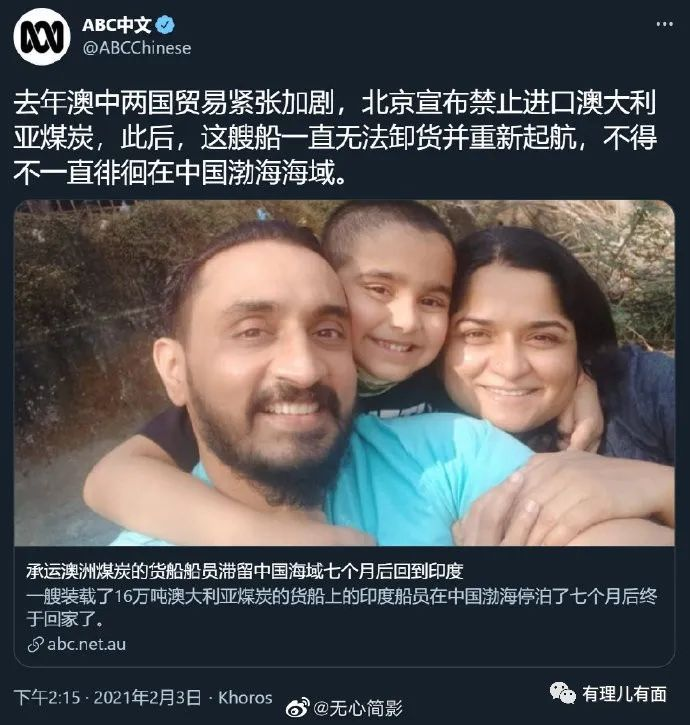 ABC中文
@ABCChinese
去年澳中两国贸易紧张加剧，北京宣布禁止进口澳大利
亚煤炭，此后，这艘船一直无法卸货并重新起航，不得
不一直徘徊在中国渤海海域。
承运澳洲煤炭的货船船员滞留中国海域七个月后回到印度
一艘装载了16万吨澳大利亚煤炭的货船上的印度船员在中国渤海停泊了七个月后终
于回家了。
abc.net.au
下午2:15 · 2021年2月3日 · Khoros
@无心简影
有理儿有面